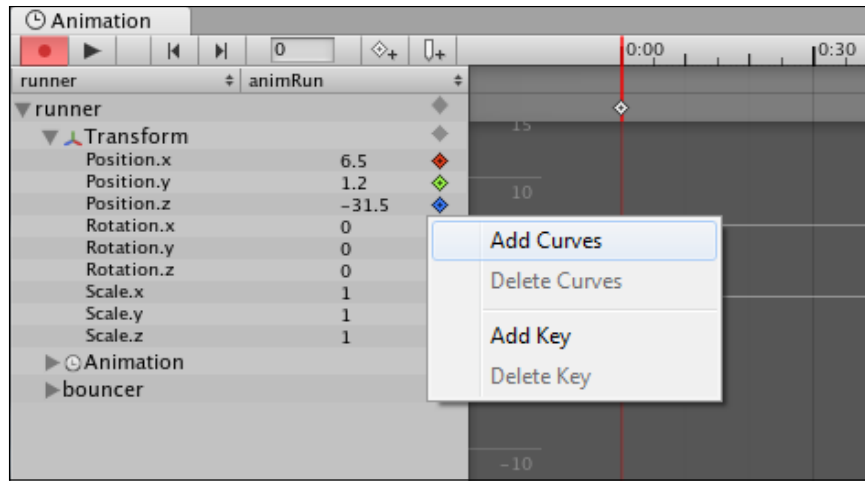 Animation
0 0:00 0:30
runner animRun
runner
Transform
Position.x 6.5
Position.y 1.2
Position.z -31.5
Rotation.x 0
Rotation.y 0
Rotation.z 0
Scale.x 1
Scale.y 1
Scale.z 1
Animation
bouncer
15
10
Add Curves
Delete Curves
Add Key
Delete Key
-10